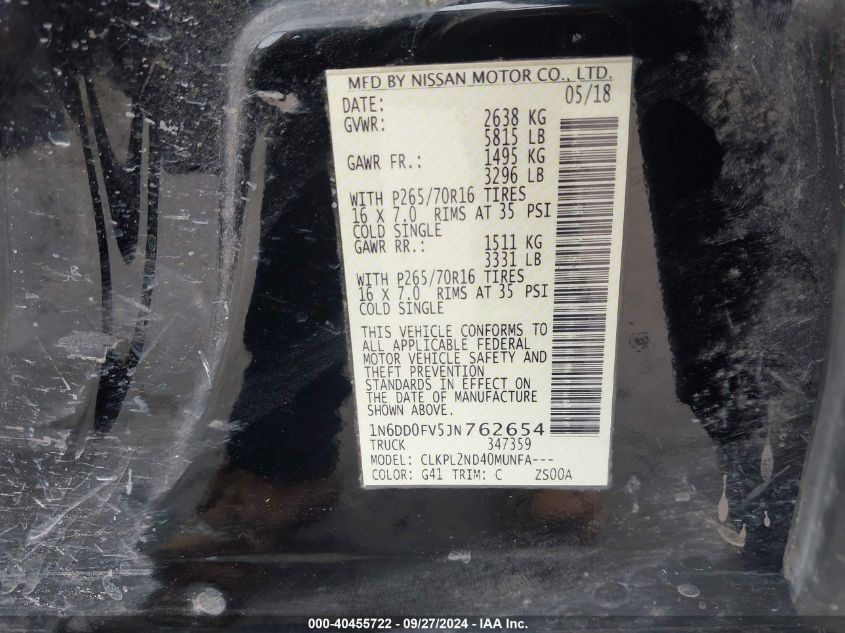 MFD BY NISSAN MOTOR CO., LTD.
DATE: 05/18
GVWR: 2638 KG
5815 LB
GAWR FR.: 1495 KG
3296 LB
WITH P265/70R16 TIRES
16 X 7.0 RIMS AT 35 PSI
COLD SINGLE
GAWR RR.: 1511 KG
3331 LB
WITH P265/70R16 TIRES
16 X 7.0 RIMS AT 35 PSI
COLD SINGLE
THIS VEHICLE CONFORMS TO
ALL APPLICABLE FEDERAL
MOTOR VEHICLE SAFETY AND
THEFT PREVENTION
STANDARDS IN EFFECT ON
THE DATE OF MANUFACTURE
SHOWN ABOVE.
1N6DD0FV5JN762654
TRUCK 347359
MODEL: CLKPL2ND40MUNFA---
COLOR: G41 TRIM: C ZS00A
000-40455722 - 09/27/2024 - IAA Inc.